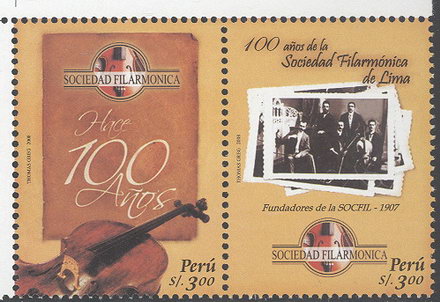 SOCIEDAD FILARMONICA
Hace
100
Años
Perú
S/. 3.00
100 años de la
Sociedad Filarmónica
de Lima
Fundadores de la SOCFIL - 1907
SOCIEDAD FILARMONICA
Perú
S/. 3.00